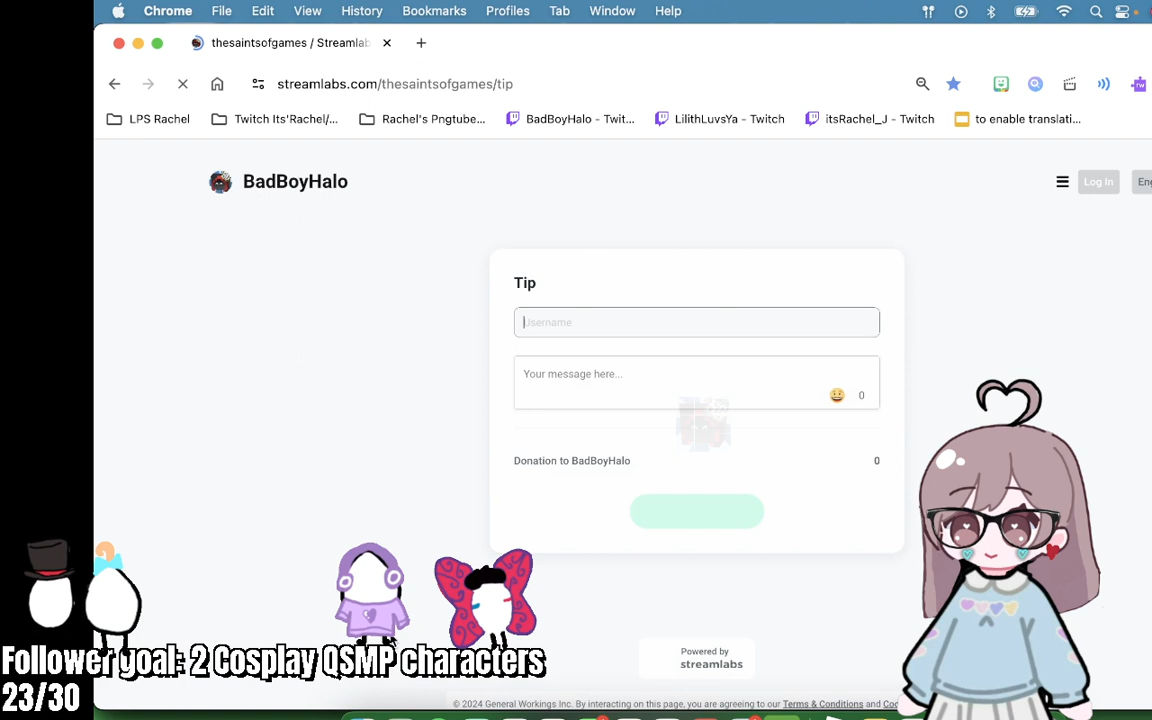 Chrome File Edit View History Bookmarks Profiles Tab Window Help
thesaintsofgames / Streamlab
streamlabs.com/thesaintsofgames/tip
LPS Rachel Twitch Its'Rachel/... Rachel's Pngtube... BadBoyHalo - Twit... LilithLuvsYa - Twitch itsRachel_J - Twitch to enable translati...
BadBoyHalo Log In Eng
Tip
Username
Your message here...
0
Donation to BadBoyHalo 0
Follower goal: 2 Cosplay QSMP characters
23/30
Powered by
streamlabs
© 2024 General Workings Inc. By interacting on this page, you are agreeing to our Terms & Conditions and Coo